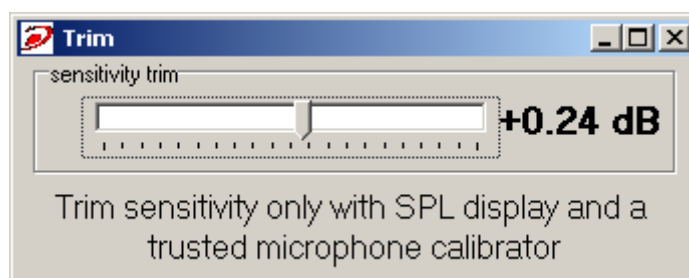 Trim
sensitivity trim
+0.24 dB
Trim sensitivity only with SPL display and a
trusted microphone calibrator